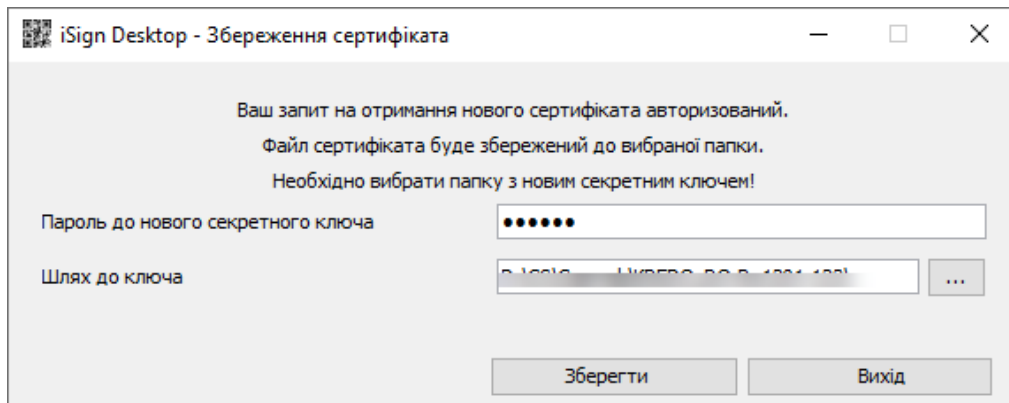 iSign Desktop - Збереження сертифіката
Ваш запит на отримання нового сертифіката авторизований.
Файл сертифіката буде збережений до вибраної папки.
Необхідно вибрати папку з новим секретним ключем!
Пароль до нового секретного ключа
••••••
Шлях до ключа
...
Зберегти Вихід